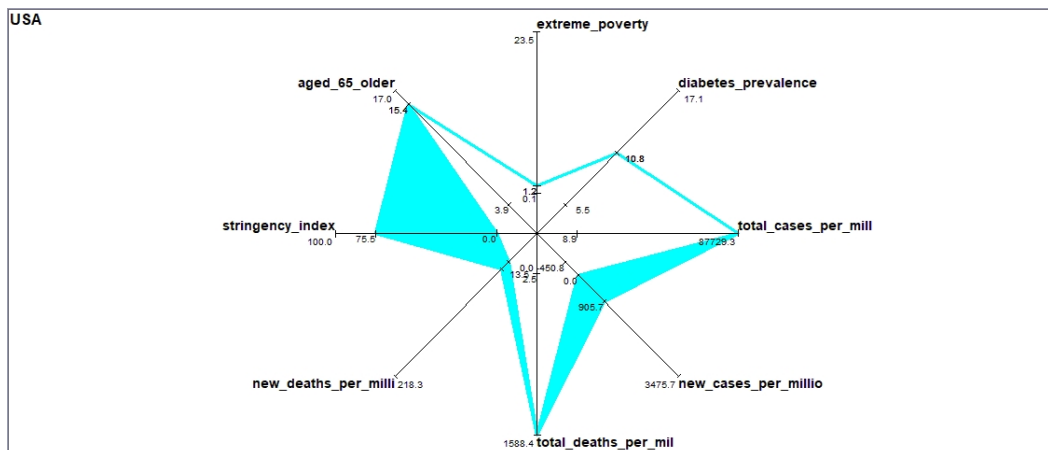 USA
extreme_poverty
23.5
aged_65_older
17.0
15.4
diabetes_prevalence
17.1
10.8
1.2
0.1
3.9
5.5
stringency_index
100.0
75.5
0.0
8.9
total_cases_per_mill
87729.3
0.0
-450.8
13.5
2.5
0.0
905.7
new_deaths_per_milli
218.3
3475.7
new_cases_per_millio
1588.4
total_deaths_per_mil